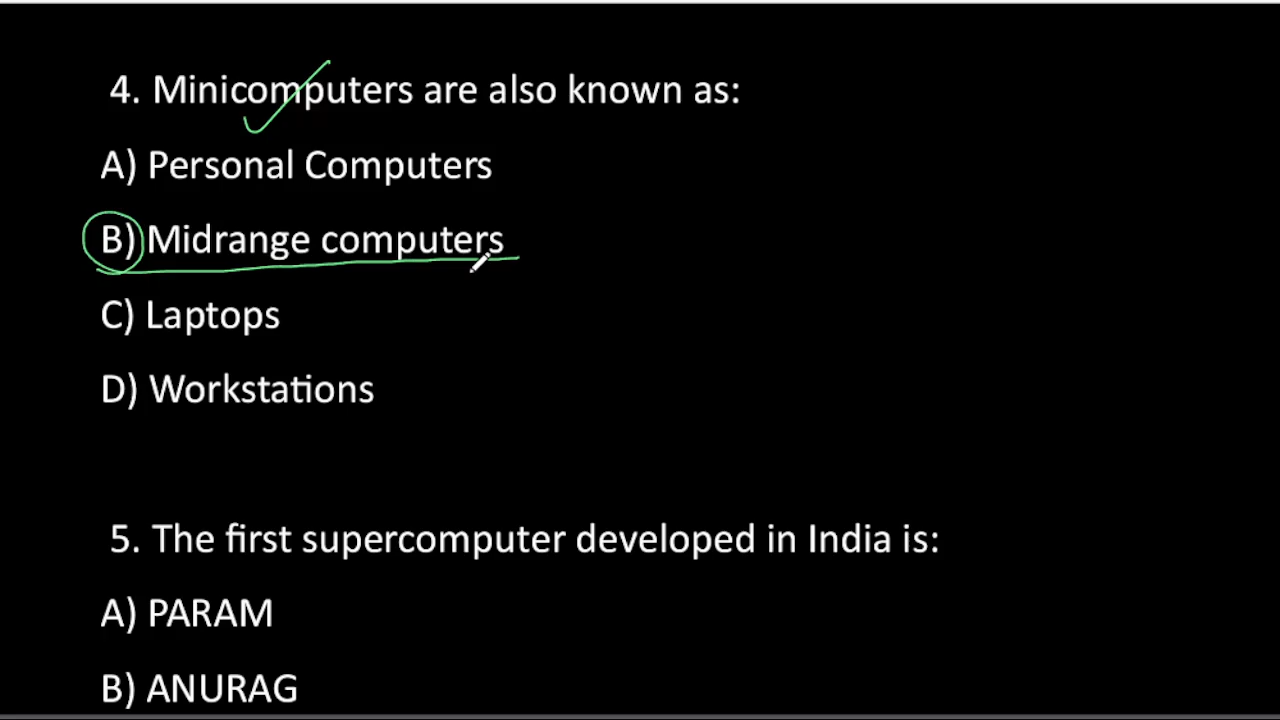 4. Minicomputers are also known as:
A) Personal Computers
B) Midrange computers
C) Laptops
D) Workstations
5. The first supercomputer developed in India is:
A) PARAM
B) ANURAG